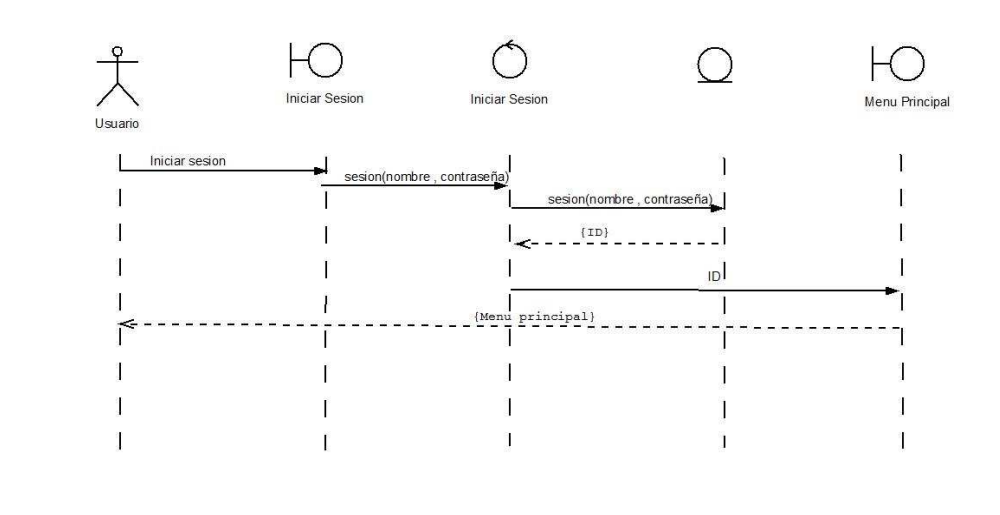 Usuario
Iniciar Sesion
Iniciar Sesion
Menu Principal
Iniciar sesion
sesion(nombre , contraseña)
sesion(nombre , contraseña)
{ID}
ID
{Menu principal}